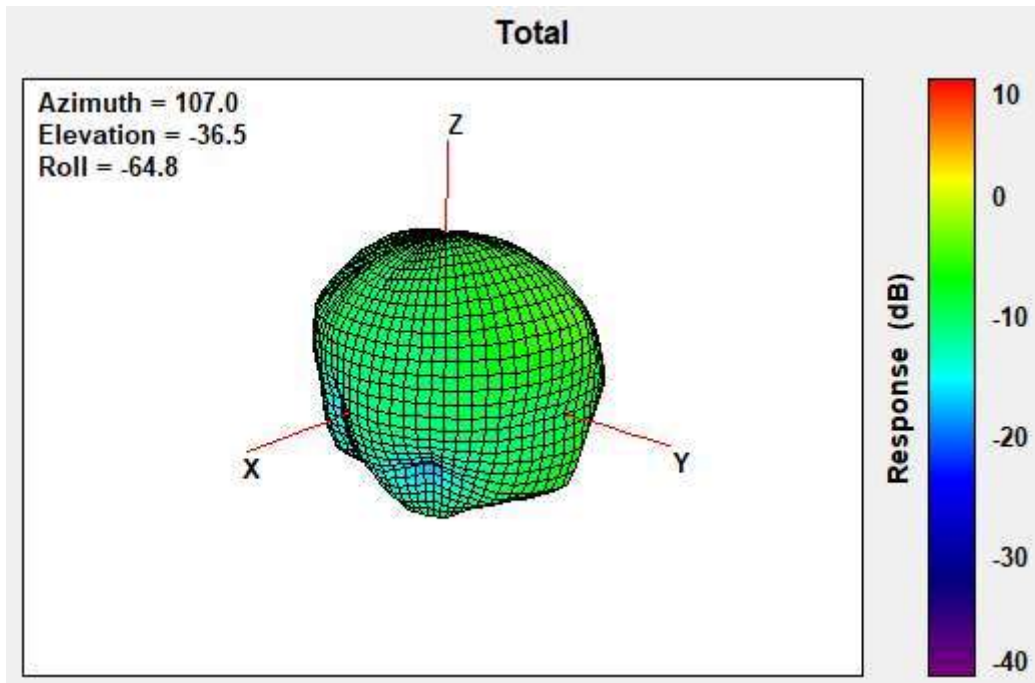 Total
Azimuth = 107.0
Elevation = -36.5
Roll = -64.8
Z
X
Y
10
0
-10
-20
-30
-40
Response (dB)